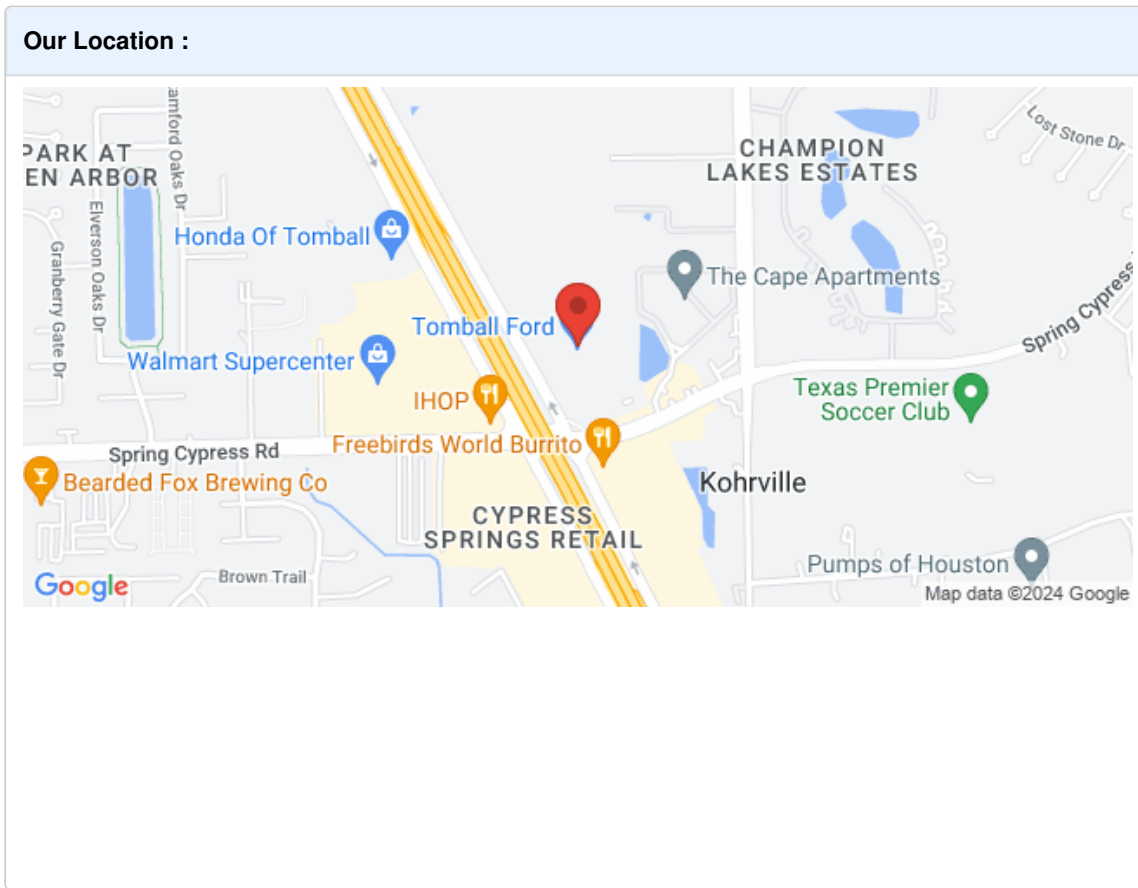 Our Location :
PARK AT
EN ARBOR
amford Oaks Dr
Elverson Oaks Dr
Granberry Gate Dr
Honda Of Tomball
CHAMPION
LAKES ESTATES
Lost Stone Dr
The Cape Apartments
Tomball Ford
Walmart Supercenter
Spring Cypress
IHOP
Texas Premier
Soccer Club
Freebirds World Burrito
Spring Cypress Rd
Bearded Fox Brewing Co
Kohrville
CYPRESS
SPRINGS RETAIL
Pumps of Houston
Brown Trail
Google
Map data ©2024 Google